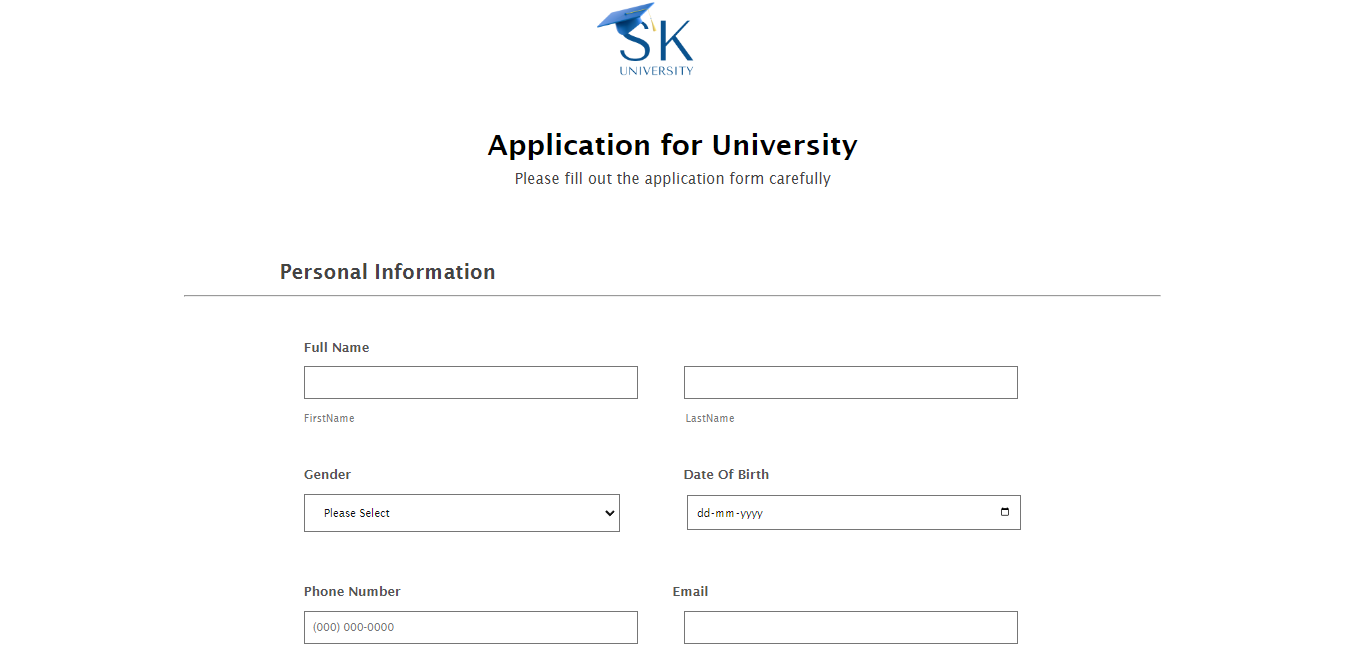 SK
UNIVERSITY
Application for University
Please fill out the application form carefully
Personal Information
Full Name
FirstName LastName
Gender Date Of Birth
Please Select dd-mm-yyyy
Phone Number Email
(000) 000-0000